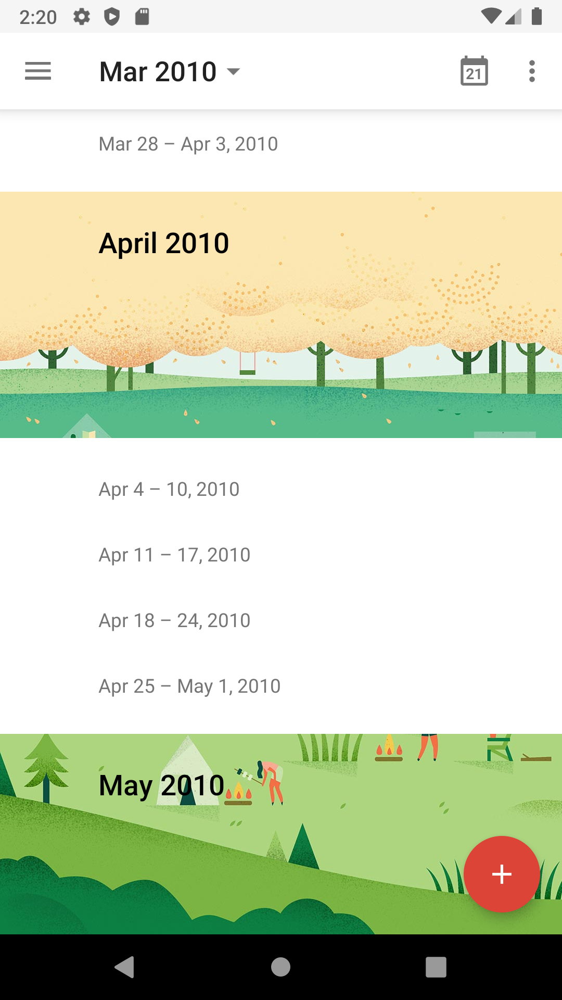 2:20
Mar 2010
21
Mar 28 – Apr 3, 2010
April 2010
Apr 4 – 10, 2010
Apr 11 – 17, 2010
Apr 18 – 24, 2010
Apr 25 – May 1, 2010
May 2010